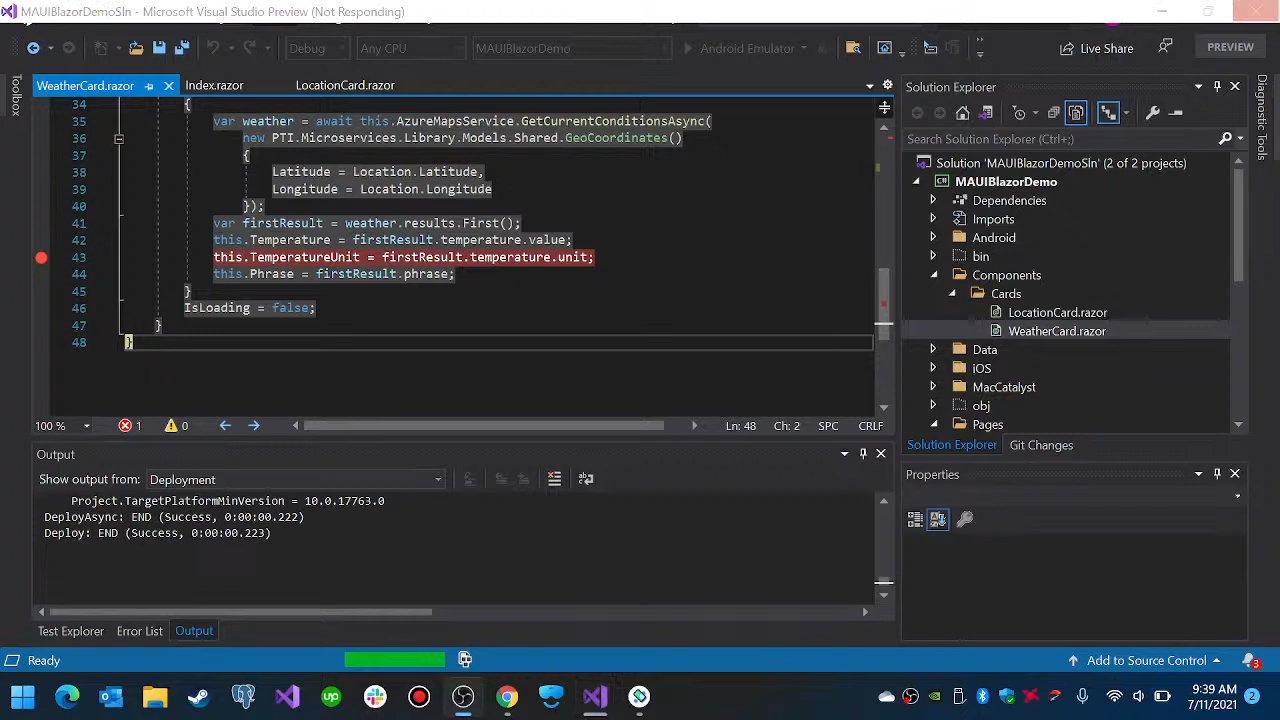 MAUIBlazorDemoSln - Microsoft Visual Studio Preview (Not Responding)
Debug
Any CPU
MAUIBlazorDemo
Android Emulator
Live Share
PREVIEW
Toolbox
WeatherCard.razor
Index.razor
LocationCard.razor
34 {
35 var weather = await this.AzureMapsService.GetCurrentConditionsAsync(
36 new PTI.Microservices.Library.Models.Shared.GeoCoordinates()
37 {
38 Latitude = Location.Latitude,
39 Longitude = Location.Longitude
40 });
41 var firstResult = weather.results.First();
42 this.Temperature = firstResult.temperature.value;
43 this.TemperatureUnit = firstResult.temperature.unit;
44 this.Phrase = firstResult.phrase;
45 }
46 IsLoading = false;
47 }
48 }
100 %
1
0
Ln: 48 Ch: 2 SPC CRLF
Output
Show output from: Deployment
Project.TargetPlatformMinVersion = 10.0.17763.0
DeployAsync: END (Success, 0:00:00.222)
Deploy: END (Success, 0:00:00.223)
Test Explorer Error List Output
Solution Explorer
Search Solution Explorer (Ctrl+;)
Solution 'MAUIBlazorDemoSln' (2 of 2 projects)
MAUIBlazorDemo
Dependencies
Imports
Android
bin
Components
Cards
LocationCard.razor
WeatherCard.razor
Data
iOS
MacCatalyst
obj
Pages
Solution Explorer Git Changes
Properties
Diagnostic Tools
Ready
Add to Source Control
3
up
9:39 AM
7/11/2021
2